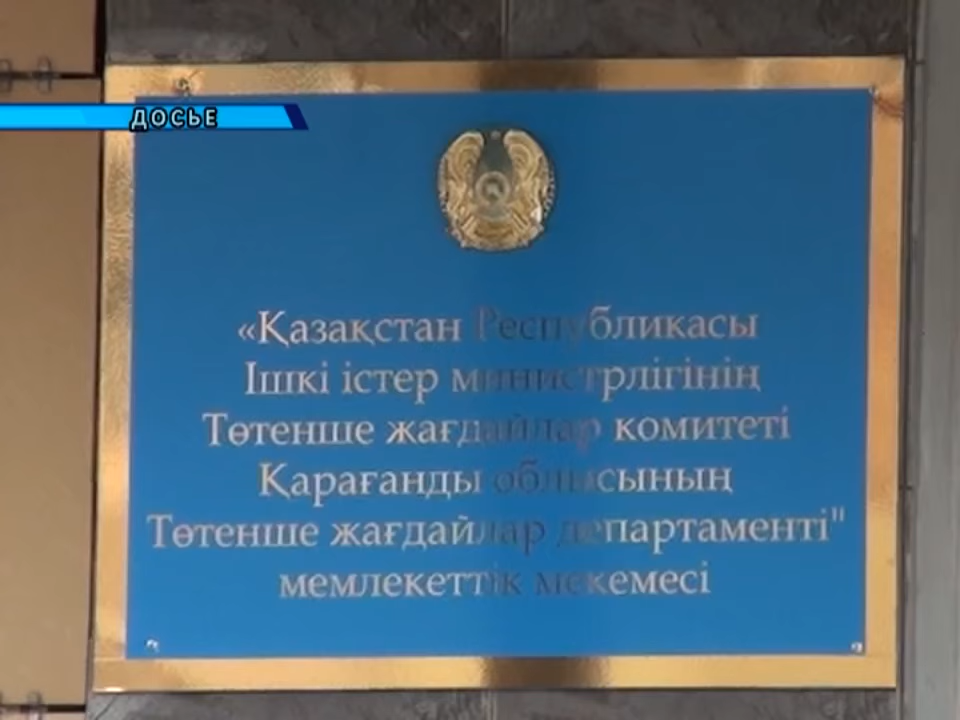 ДОСЬЕ
«Қазақстан Республикасы
Ішкі істер министрлігінің
Төтенше жағдайлар комитеті
Қарағанды облысының
Төтенше жағдайлар департаменті"
мемлекеттік мекемесі